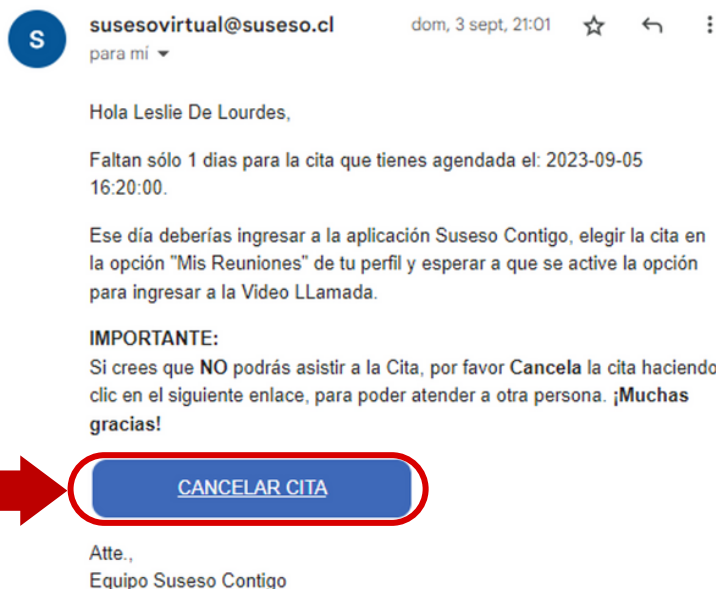 S
susesovirtual@suseso.cl dom, 3 sept, 21:01
para mí
Hola Leslie De Lourdes,
Faltan sólo 1 dias para la cita que tienes agendada el: 2023-09-05
16:20:00.
Ese día deberías ingresar a la aplicación Suseso Contigo, elegir la cita en
la opción "Mis Reuniones" de tu perfil y esperar a que se active la opción
para ingresar a la Video LLamada.
IMPORTANTE:
Si crees que NO podrás asistir a la Cita, por favor Cancela la cita haciendo
clic en el siguiente enlace, para poder atender a otra persona. ¡Muchas
gracias!
CANCELAR CITA
Atte.,
Equipo Suseso Contigo